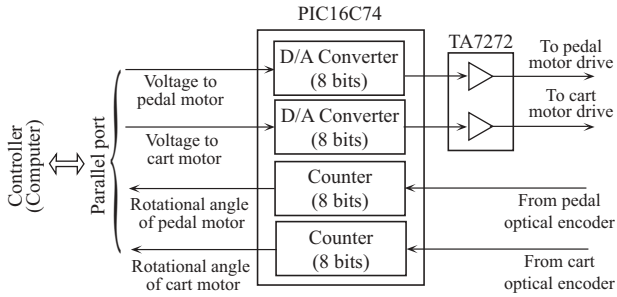 PIC16C74
TA7272
Controller
(Computer)
Parallel port
Voltage to
pedal motor
Voltage to
cart motor
Rotational angle
of pedal motor
Rotational angle
of cart motor
D/A Converter
(8 bits)
D/A Converter
(8 bits)
Counter
(8 bits)
Counter
(8 bits)
To pedal
motor drive
To cart
motor drive
From pedal
optical encoder
From cart
optical encoder